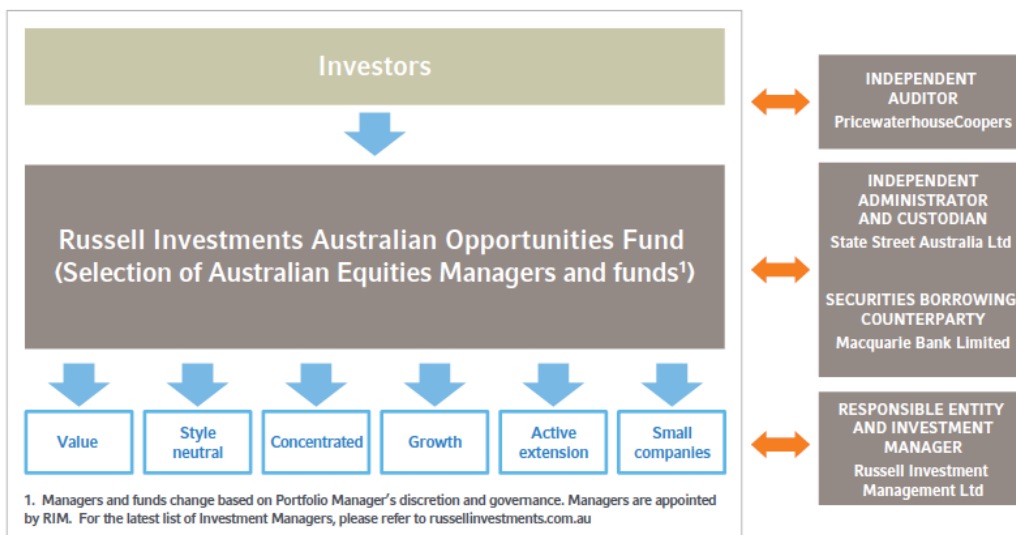 Investors
Russell Investments Australian Opportunities Fund
(Selection of Australian Equities Managers and funds¹)
Value
Style
neutral
Concentrated
Growth
Active
extension
Small
companies
1. Managers and funds change based on Portfolio Manager's discretion and governance. Managers are appointed
by RIM. For the latest list of Investment Managers, please refer to russellinvestments.com.au
INDEPENDENT
AUDITOR
PricewaterhouseCoopers
INDEPENDENT
ADMINISTRATOR
AND CUSTODIAN
State Street Australia Ltd
SECURITIES BORROWING
COUNTERPARTY
Macquarie Bank Limited
RESPONSIBLE ENTITY
AND INVESTMENT
MANAGER
Russell Investment
Management Ltd